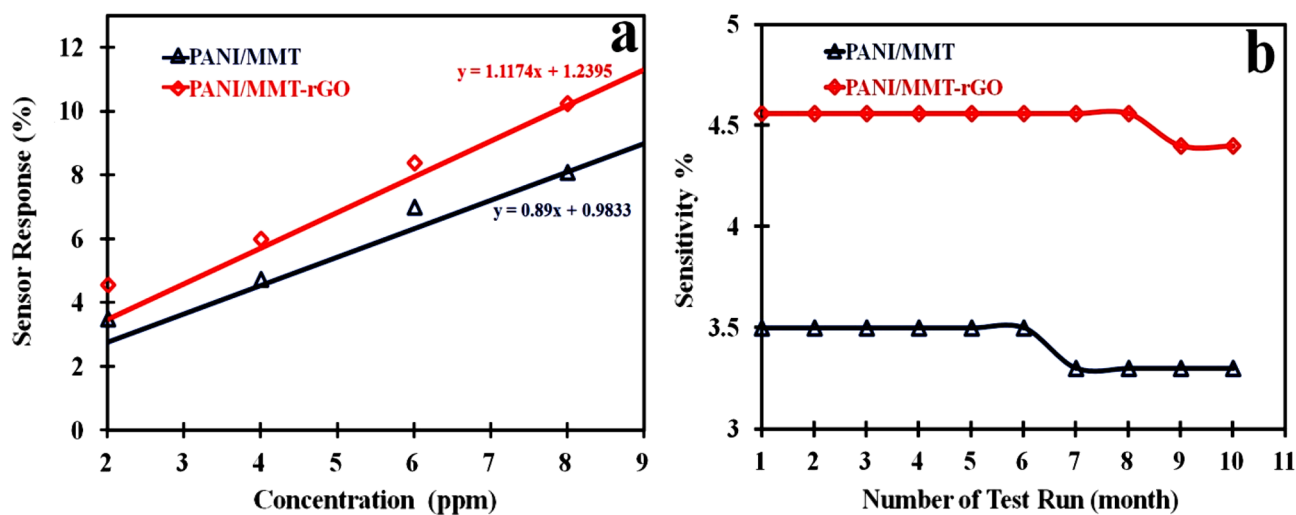 a
PANI/MMT
PANI/MMT-rGO
y = 1.1174x + 1.2395
y = 0.89x + 0.9833
Sensor Response (%)
12
10
8
6
4
2
0
2 3 4 5 6 7 8 9
Concentration (ppm)
b
PANI/MMT
PANI/MMT-rGO
Sensitivity %
5
4.5
4
3.5
3
1 2 3 4 5 6 7 8 9 10 11
Number of Test Run (month)